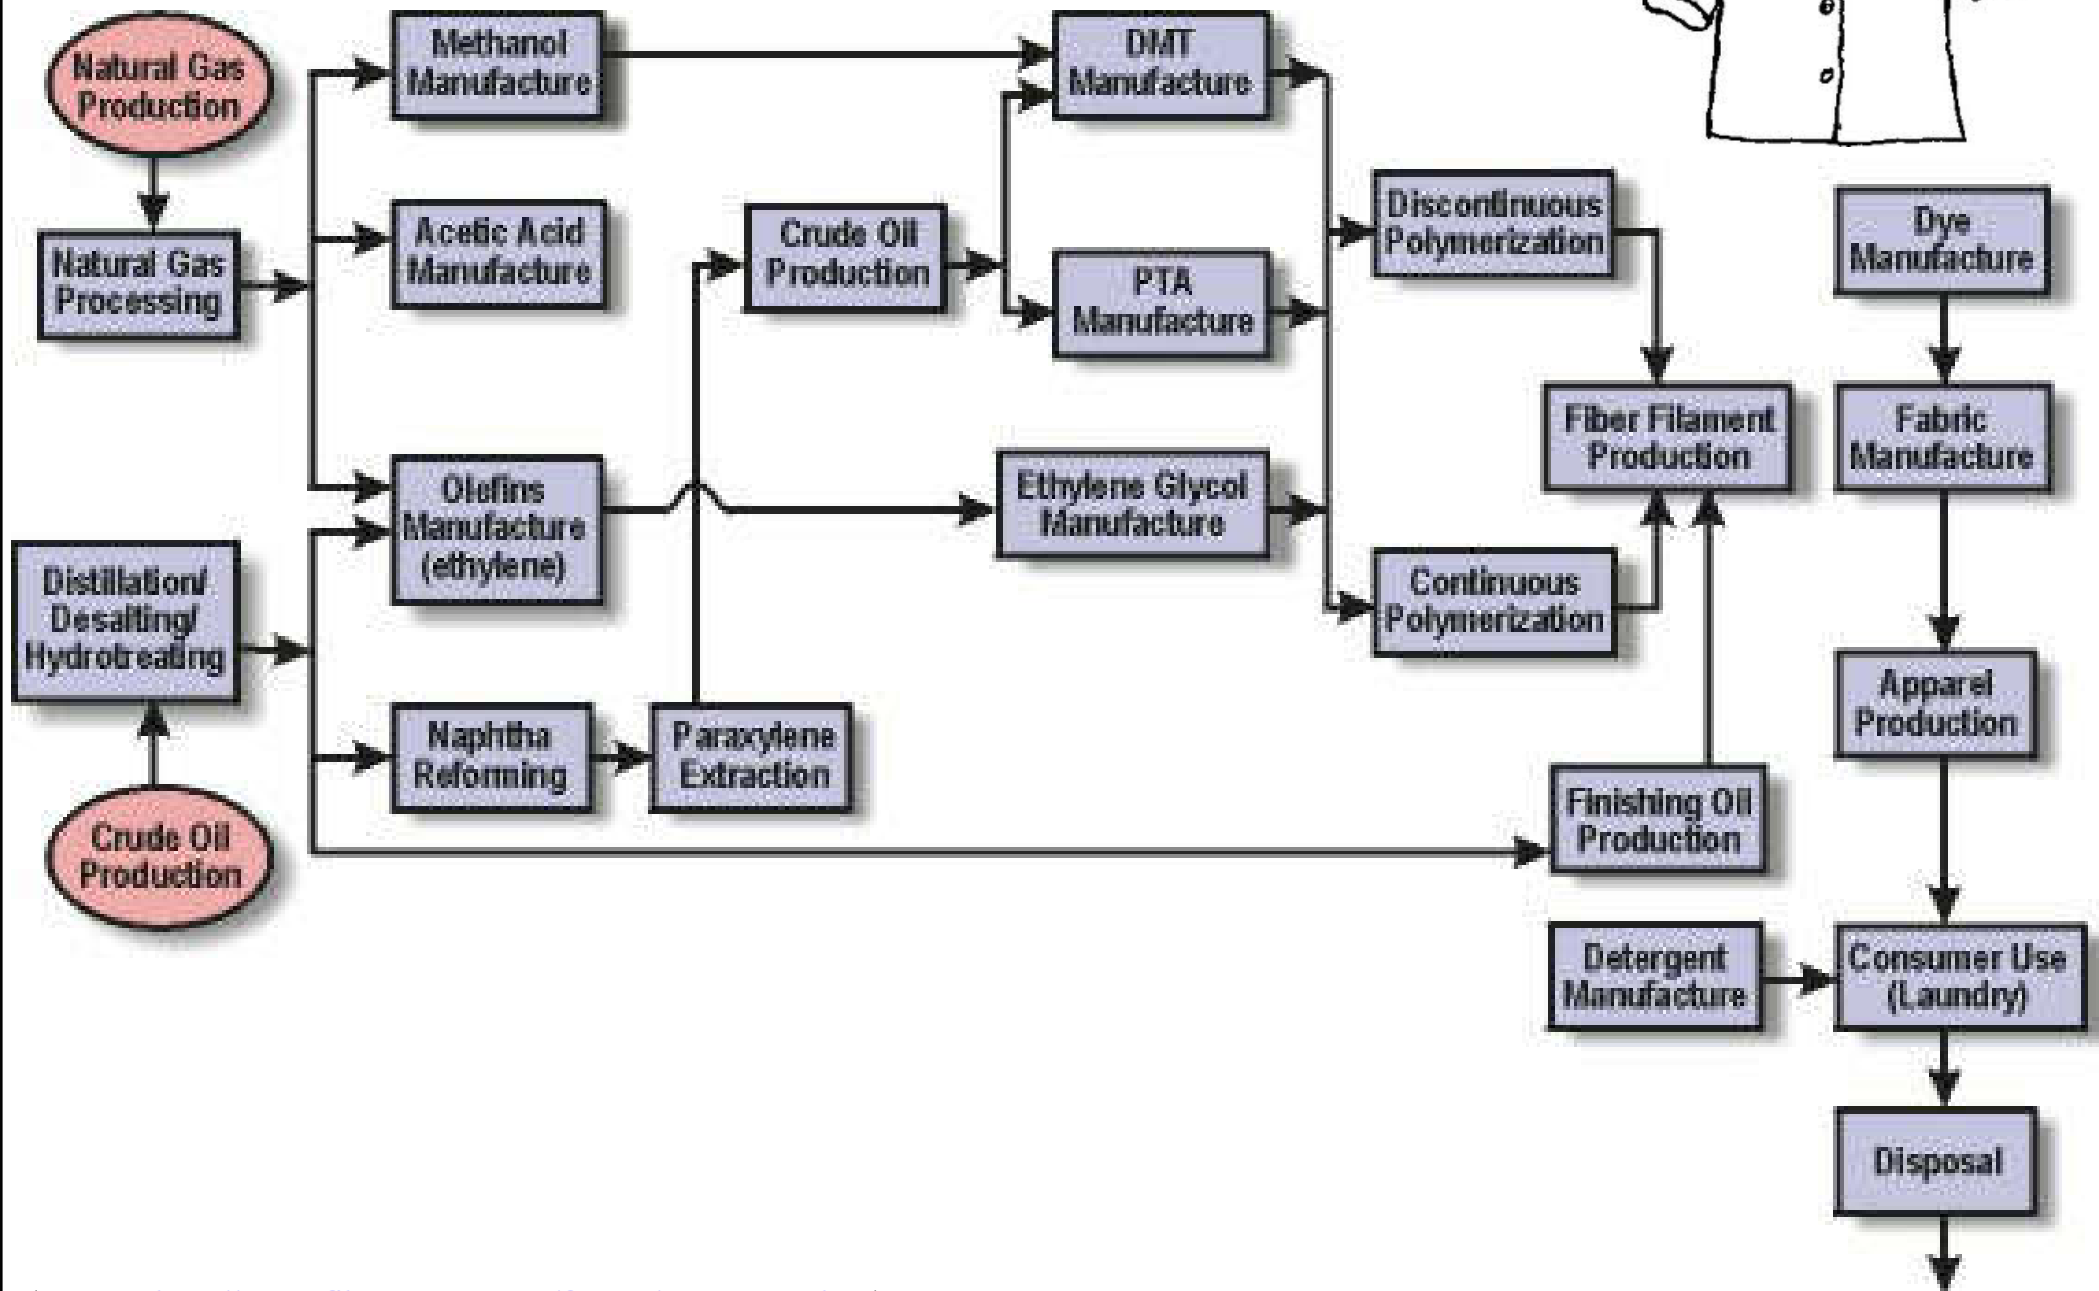 Natural Gas
Production
Natural Gas
Processing
Distillation/
Desalting/
Hydrotreating
Crude Oil
Production
Methanol
Manufacture
Acetic Acid
Manufacture
Olefins
Manufacture
(ethylene)
Naphtha
Reforming
Paraxylene
Extraction
Crude Oil
Production
DMT
Manufacture
PTA
Manufacture
Ethylene Glycol
Manufacture
Discontinuous
Polymerization
Continuous
Polymerization
Fiber Filament
Production
Finishing Oil
Production
Detergent
Manufacture
Dye
Manufacture
Fabric
Manufacture
Apparel
Production
Consumer Use
(Laundry)
Disposal